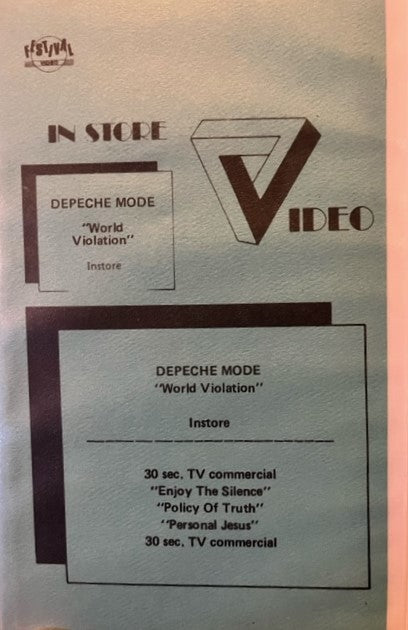 FESTIVAL
IN STORE
VIDEO
DEPECHE MODE
"World
Violation"
Instore
DEPECHE MODE
"World Violation"
Instore
30 sec. TV commercial
"Enjoy The Silence"
"Policy Of Truth"
"Personal Jesus"
30 sec. TV commercial